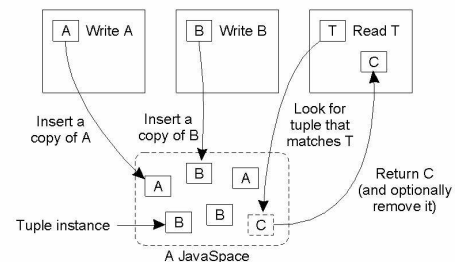 A Write A
B Write B
T Read T
C
Insert a
copy of A
Insert a
copy of B
Look for
tuple that
matches T
Return C
(and optionally
remove it)
A
B
A
B
B
C
Tuple instance
A JavaSpace